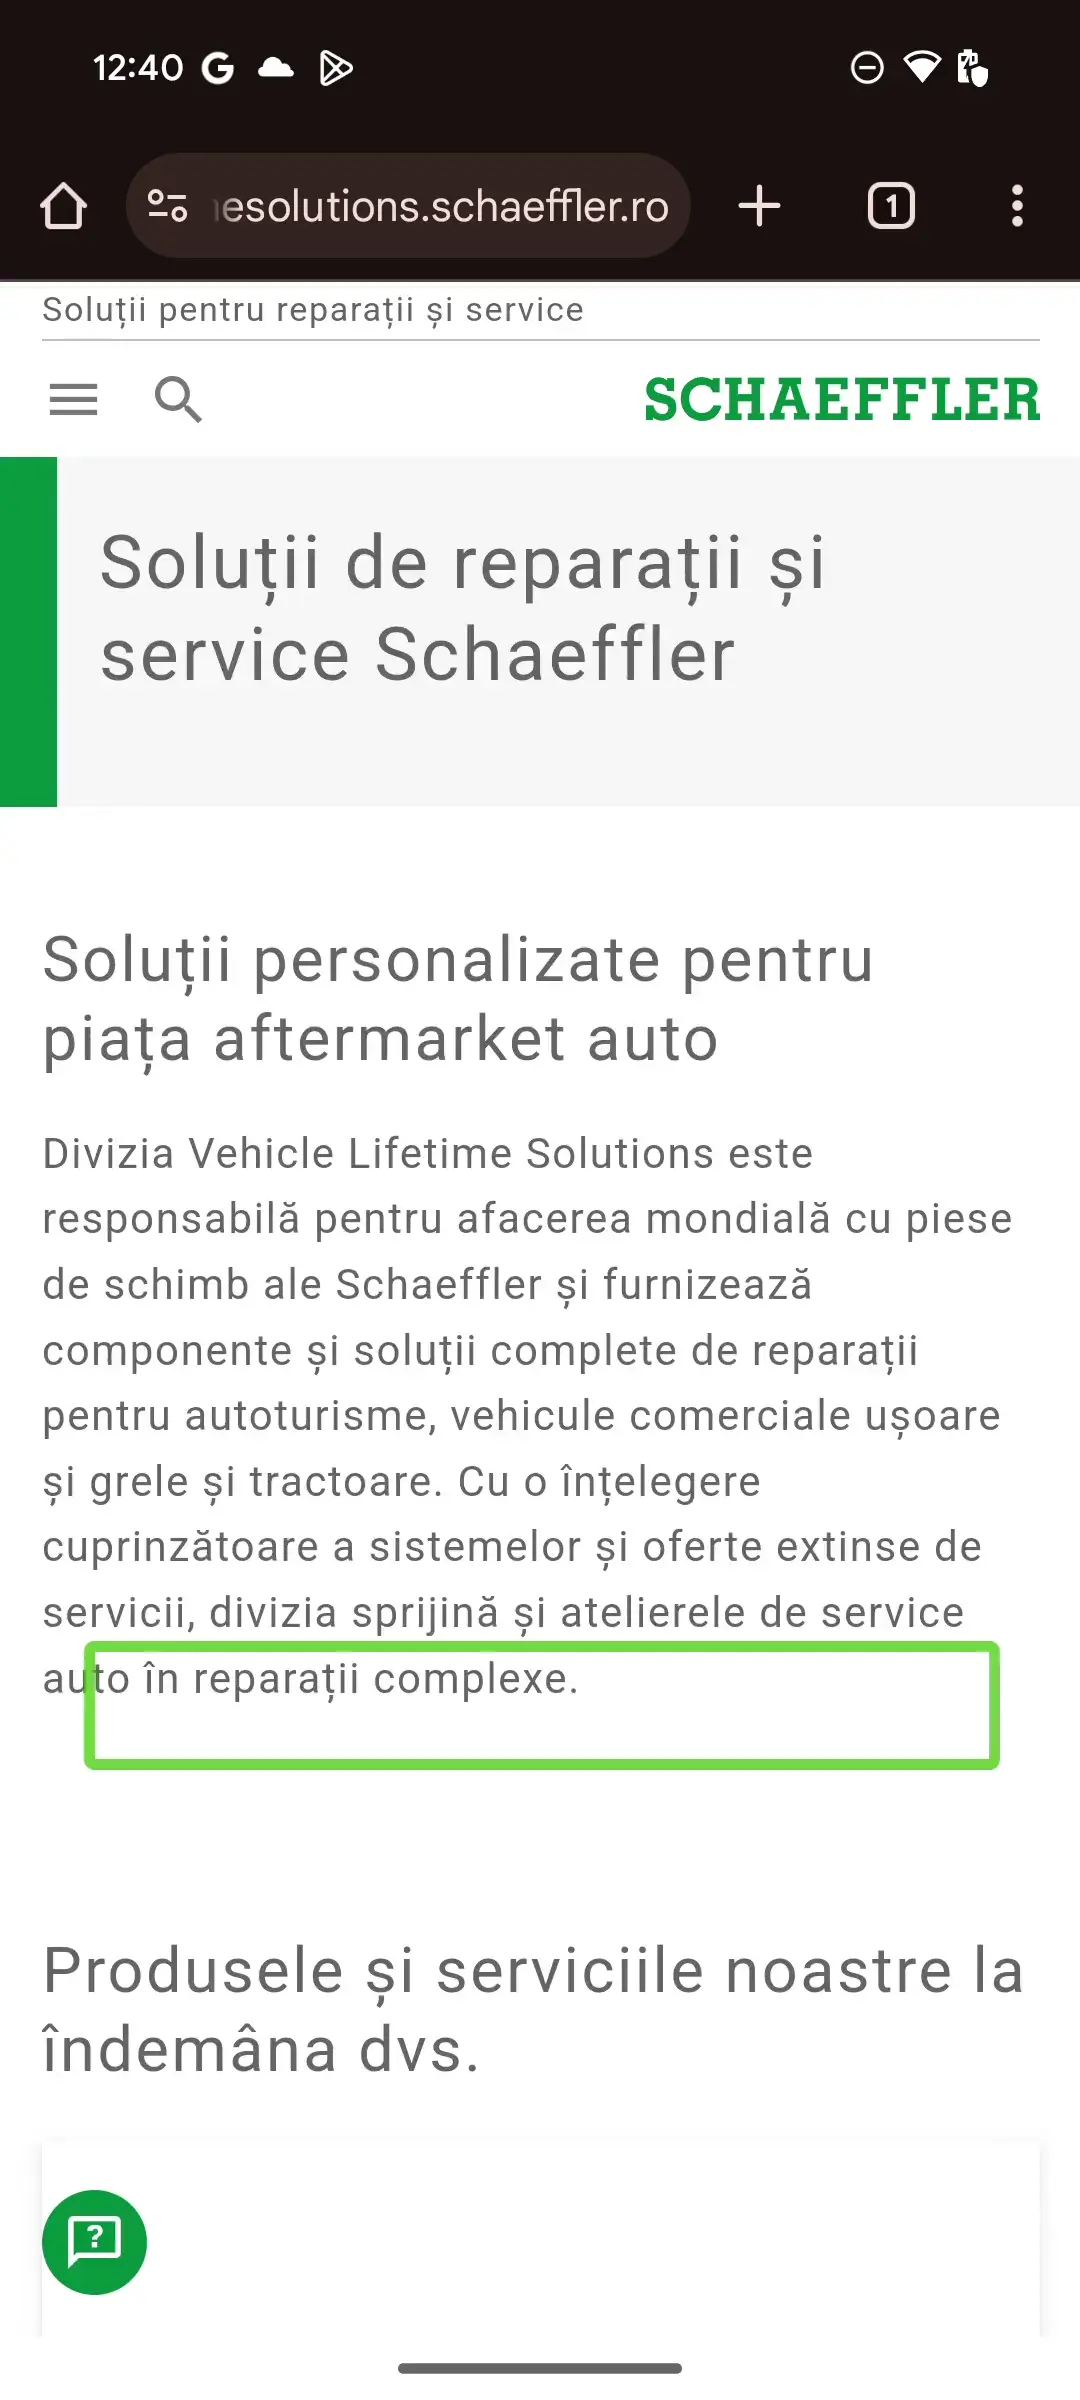 12:40
esolutions.schaeffler.ro
1
Soluții pentru reparații și service
SCHAEFFLER
Soluții de reparații și
service Schaeffler
Soluții personalizate pentru
piața aftermarket auto
Divizia Vehicle Lifetime Solutions este
responsabilă pentru afacerea mondială cu piese
de schimb ale Schaeffler și furnizează
componente și soluții complete de reparații
pentru autoturisme, vehicule comerciale ușoare
și grele și tractoare. Cu o înțelegere
cuprinzătoare a sistemelor și oferte extinse de
servicii, divizia sprijină și atelierele de service
auto în reparații complexe.
Produsele și serviciile noastre la
îndemâna dvs.
?